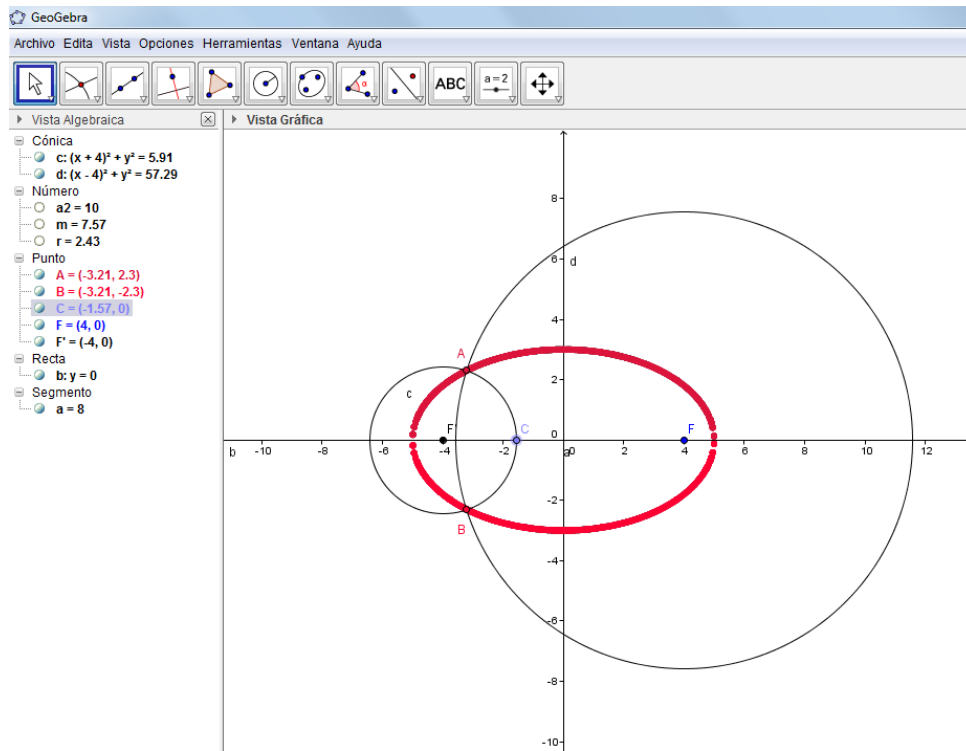 GeoGebra
Archivo Edita Vista Opciones Herramientas Ventana Ayuda
α ABC a=2
Vista Algebraica
Vista Gráfica
Cónica
c: (x + 4)² + y² = 5.91
d: (x - 4)² + y² = 57.29
Número
a2 = 10
m = 7.57
r = 2.43
Punto
A = (-3.21, 2.3)
B = (-3.21, -2.3)
C = (-1.57, 0)
F = (4, 0)
F' = (-4, 0)
Recta
b: y = 0
Segmento
a = 8
8
6
d
4
A
2
c
F'
C
0
F
b
-10
-8
-6
-4
-2
a
0
2
4
6
8
10
12
-2
B
-4
-6
-8
-10